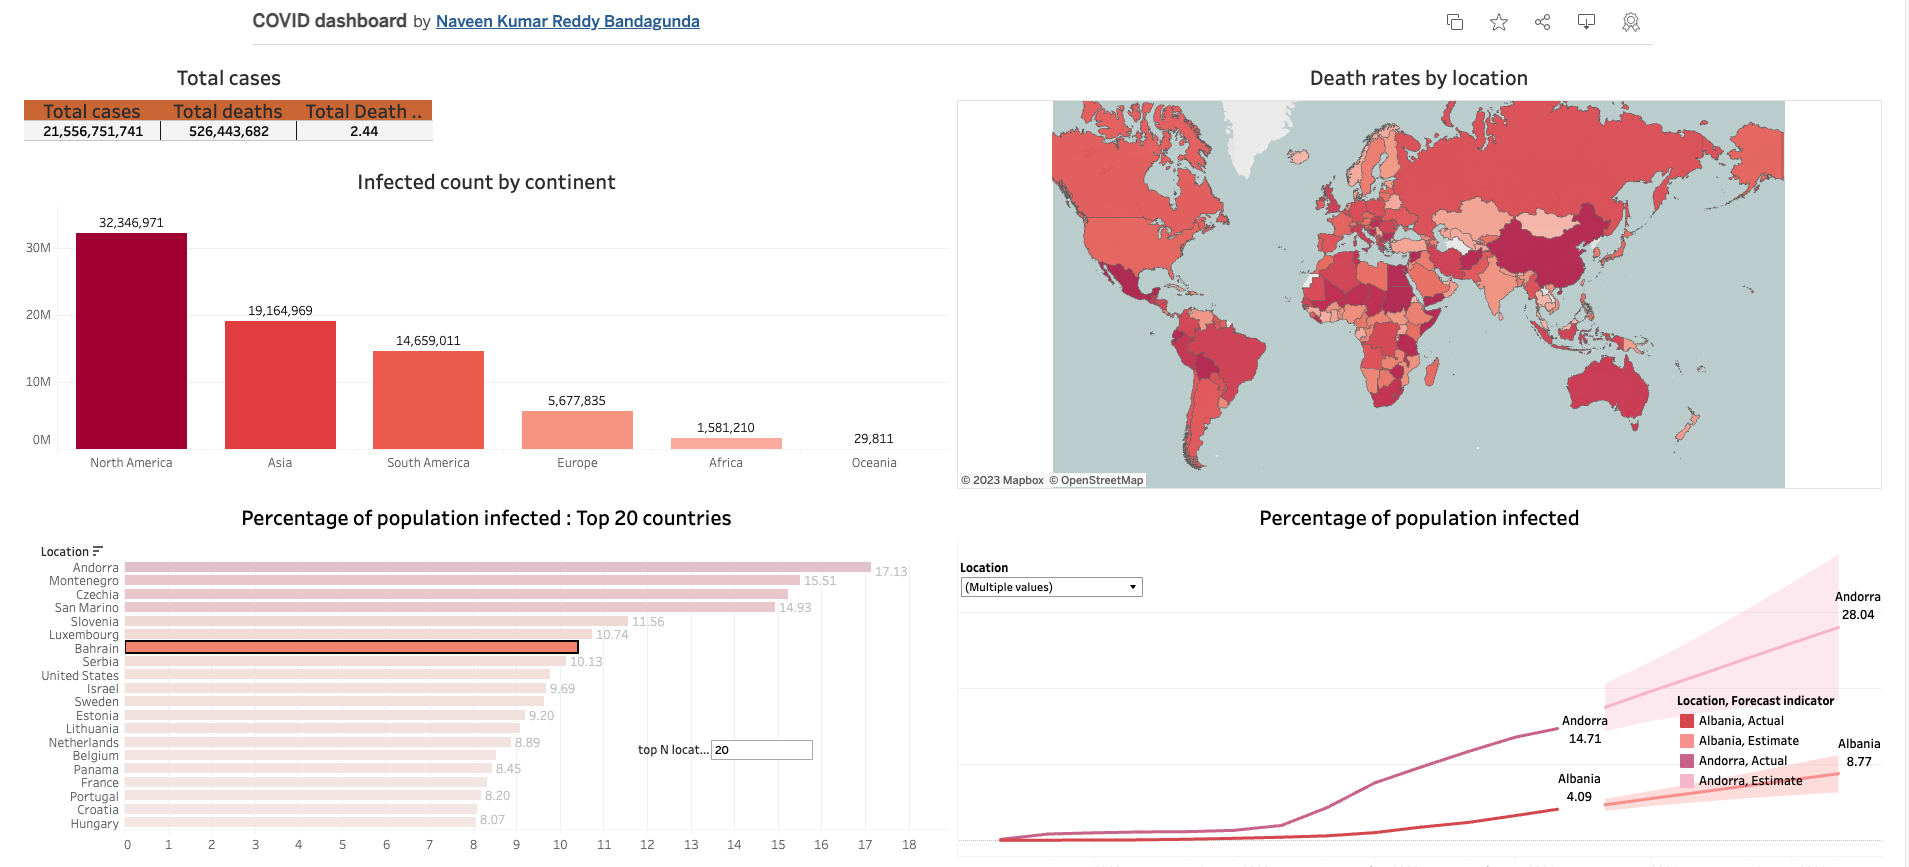 COVID dashboard by Naveen Kumar Reddy Bandagunda
Total cases
Total cases Total deaths Total Death ..
21,556,751,741 526,443,682 2.44
Infected count by continent
32,346,971
30M
19,164,969
20M
14,659,011
10M
5,677,835
1,581,210
29,811
0M
North America Asia South America Europe Africa Oceania
Death rates by location
© 2023 Mapbox © OpenStreetMap
Percentage of population infected : Top 20 countries
Location
Andorra 17.13
Montenegro 15.51
Czechia
San Marino 14.93
Slovenia 11.56
Luxembourg 10.74
Bahrain
Serbia 10.13
United States
Israel 9.69
Sweden
Estonia 9.20
Lithuania
Netherlands 8.89
Belgium
Panama 8.45
France
Portugal 8.20
Croatia
Hungary 8.07
top N locat... 20
0 1 2 3 4 5 6 7 8 9 10 11 12 13 14 15 16 17 18
Percentage of population infected
Location
(Multiple values)
Andorra
28.04
Andorra
14.71
Albania
4.09
Location, Forecast indicator
Albania, Actual
Albania, Estimate
Andorra, Actual
Andorra, Estimate
Albania
8.77